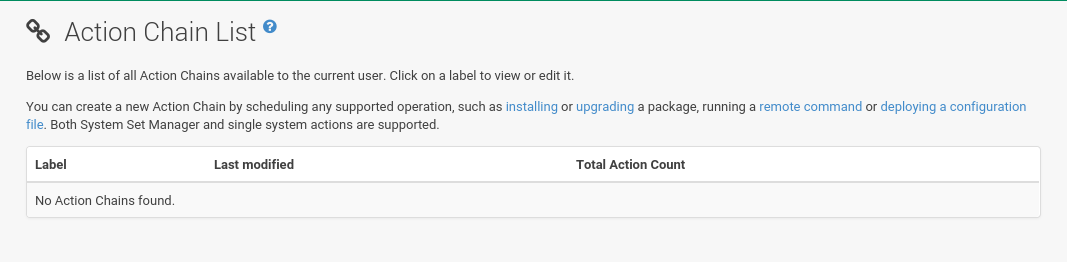 Action Chain List ?
Below is a list of all Action Chains available to the current user. Click on a label to view or edit it.
You can create a new Action Chain by scheduling any supported operation, such as installing or upgrading a package, running a remote command or deploying a configuration
file. Both System Set Manager and single system actions are supported.
Label Last modified Total Action Count
No Action Chains found.